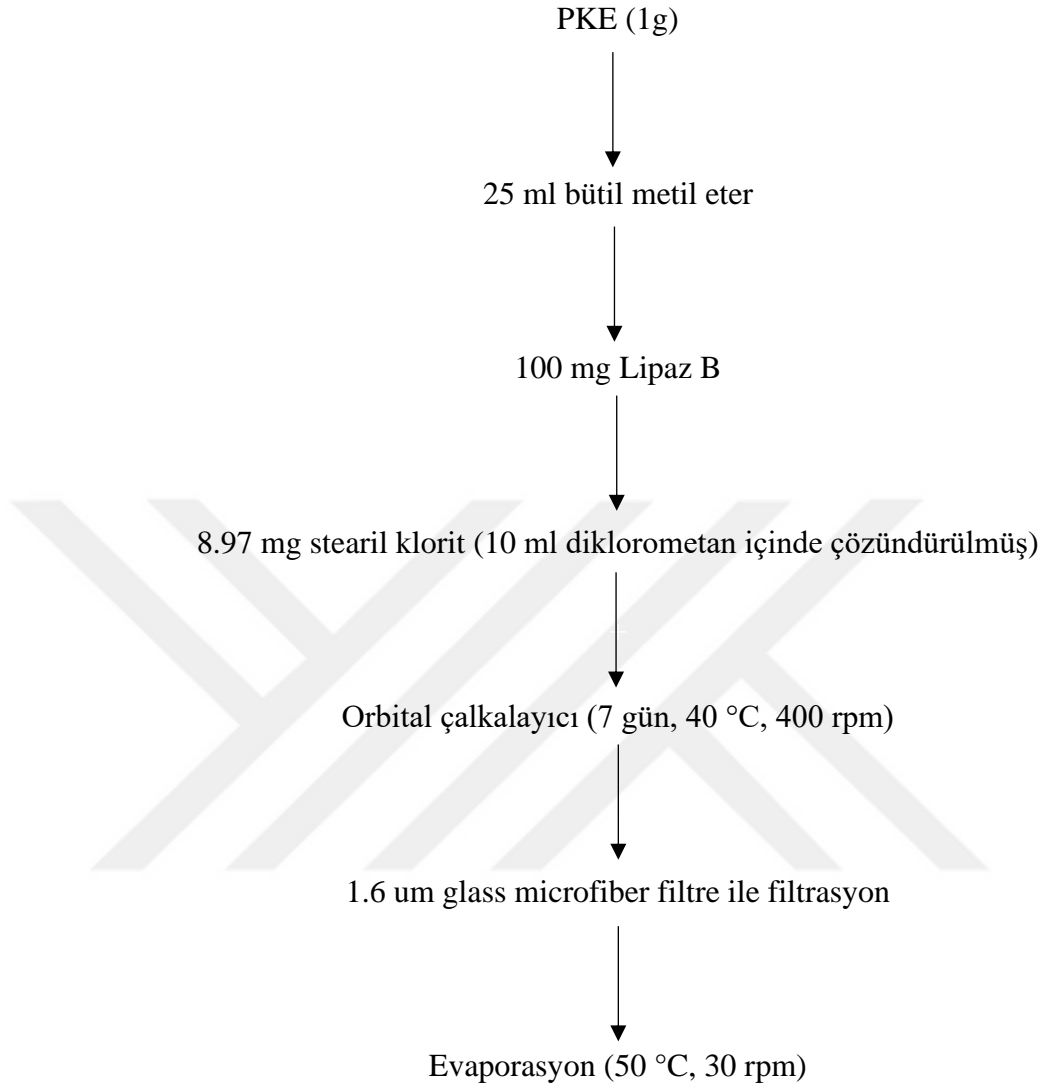 PKE (1g)
25 ml bütil metil eter
100 mg Lipaz B
8.97 mg stearil klorit (10 ml diklorometan içinde çözündürülmüş)
Orbital çalkalayıcı (7 gün, 40 °C, 400 rpm)
1.6 um glass microfiber filtre ile filtrasyon
Evaporasyon (50 °C, 30 rpm)